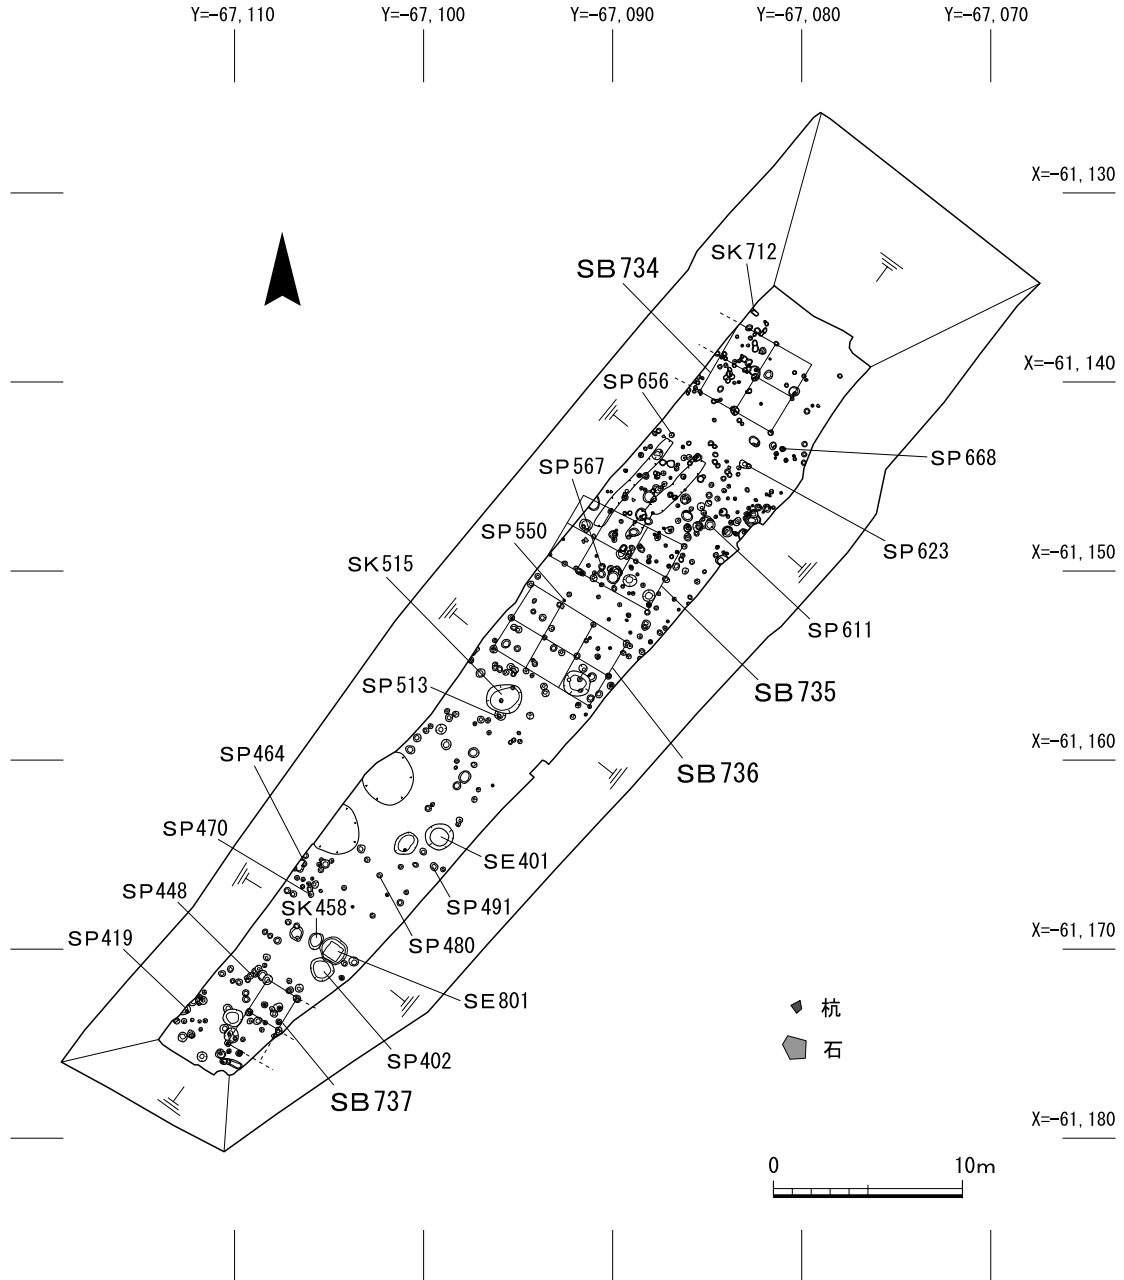 Y=-67,110
Y=-67,100
Y=-67,090
Y=-67,080
Y=-67,070
X=-61,130
SK712
SB734
X=-61,140
SP656
SP668
SP567
SP550
SP623
X=-61,150
SK515
SP611
SP513
SB735
X=-61,160
SP464
SB736
SP470
SE401
SP448
SK458
SP491
SP419
SP480
X=-61,170
SE801
杭
石
SP402
SB737
X=-61,180
0 10m